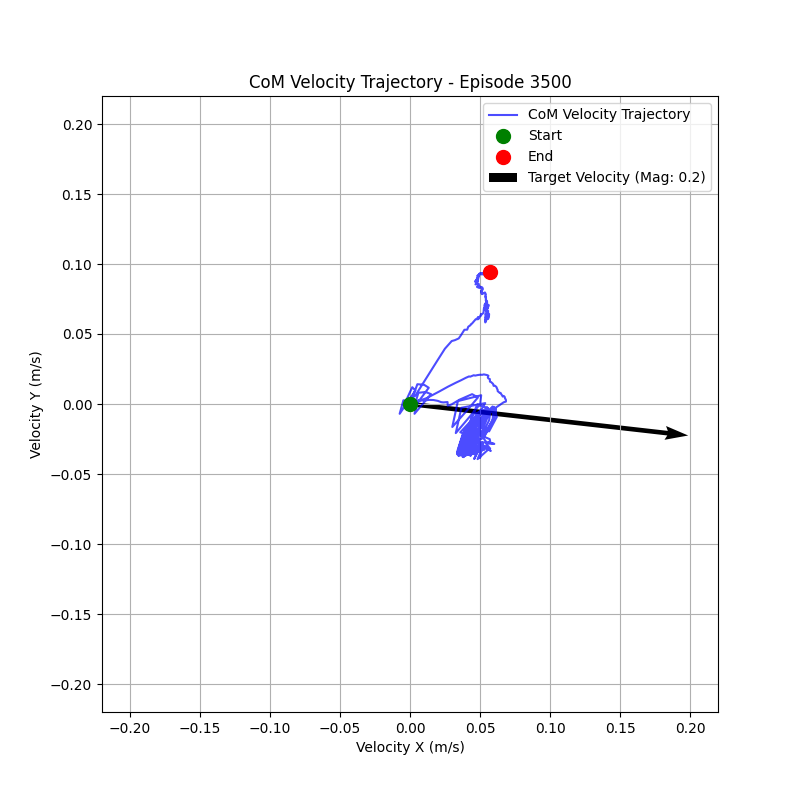 CoM Velocity Trajectory - Episode 3500
CoM Velocity Trajectory
Start
End
Target Velocity (Mag: 0.2)
Velocity Y (m/s)
0.20
0.15
0.10
0.05
0.00
−0.05
−0.10
−0.15
−0.20
−0.20
−0.15
−0.10
−0.05
0.00
0.05
0.10
0.15
0.20
Velocity X (m/s)